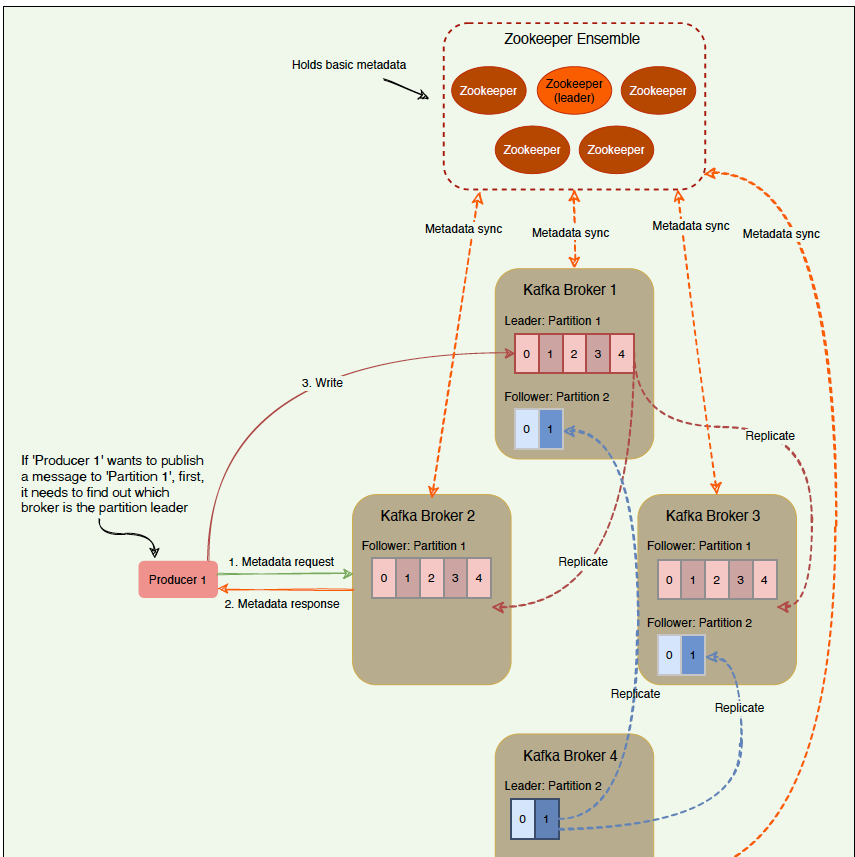 Zookeeper Ensemble
Holds basic metadata
Zookeeper
Zookeeper
(leader)
Zookeeper
Zookeeper
Zookeeper
Metadata sync
Metadata sync
Metadata sync
Metadata sync
Kafka Broker 1
Leader: Partition 1
0 1 2 3 4
3. Write
Follower: Partition 2
0 1
Replicate
If 'Producer 1' wants to publish
a message to 'Partition 1', first,
it needs to find out which
broker is the partition leader
Kafka Broker 2
Follower: Partition 1
0 1 2 3 4
Kafka Broker 3
Follower: Partition 1
0 1 2 3 4
Follower: Partition 2
0 1
Producer 1
1. Metadata request
2. Metadata response
Replicate
Replicate
Replicate
Kafka Broker 4
Leader: Partition 2
0 1